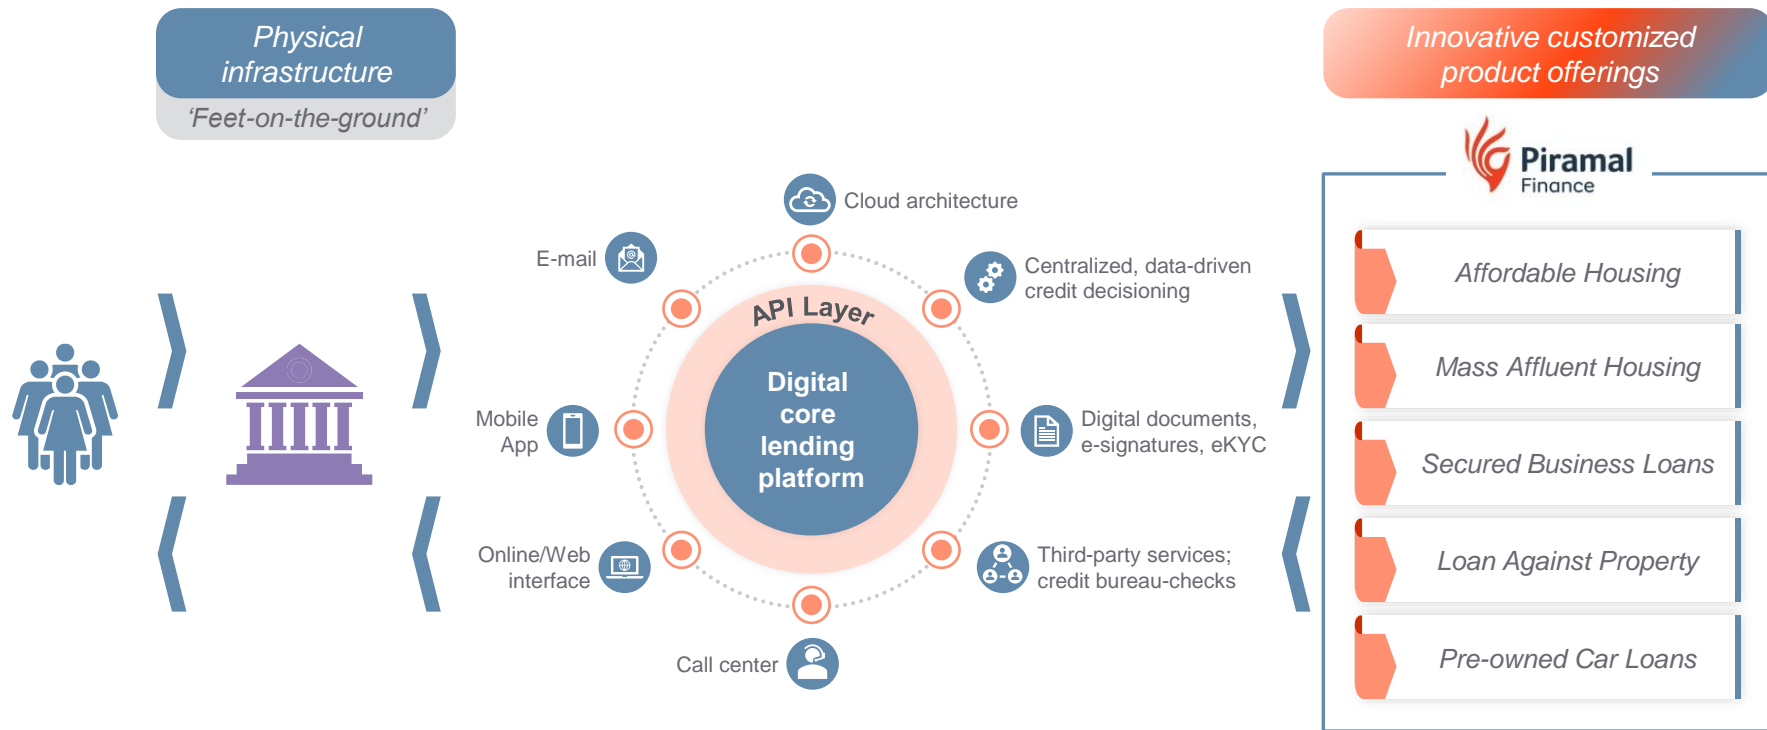 Physical
infrastructure
‘Feet-on-the-ground’
Innovative customized
product offerings
Piramal
Finance
Cloud architecture
E-mail
Centralized, data-driven
credit decisioning
API Layer
Digital
core
lending
platform
Mobile
App
Digital documents,
e-signatures, eKYC
Online/Web
interface
Third-party services;
credit bureau-checks
Call center
Affordable Housing
Mass Affluent Housing
Secured Business Loans
Loan Against Property
Pre-owned Car Loans